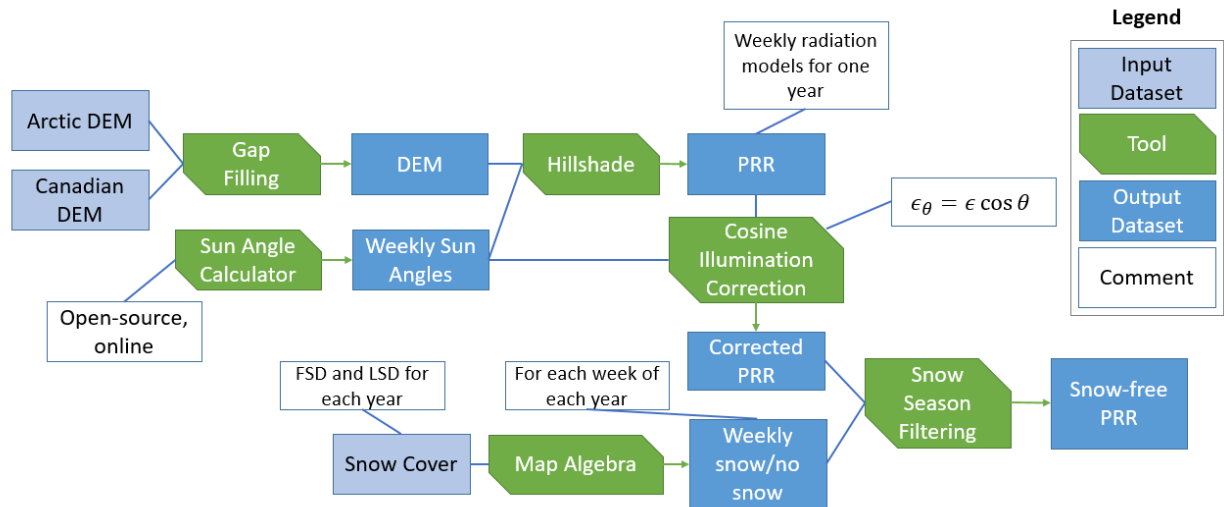 Legend
Input
Dataset
Tool
Output
Dataset
Comment
Weekly radiation
models for one
year
Arctic DEM
Canadian
DEM
Gap
Filling
DEM
Hillshade
PRR
ϵ_θ = ϵ cos θ
Sun Angle
Calculator
Weekly Sun
Angles
Cosine
Illumination
Correction
Open-source,
online
Corrected
PRR
FSD and LSD for
each year
For each week of
each year
Snow
Season
Filtering
Snow-free
PRR
Snow Cover
Map Algebra
Weekly
snow/no
snow